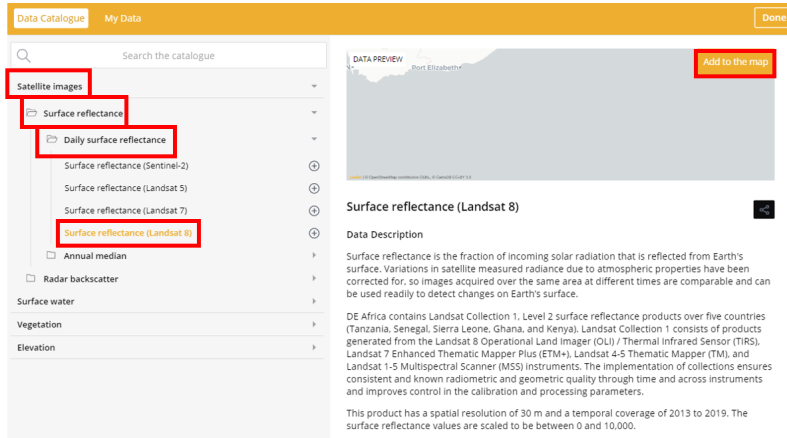 Data Catalogue
My Data
Done
Search the catalogue
Satellite images
Surface reflectance
Daily surface reflectance
Surface reflectance (Sentinel-2)
Surface reflectance (Landsat 5)
Surface reflectance (Landsat 7)
Surface reflectance (Landsat 8)
Annual median
Radar backscatter
Surface water
Vegetation
Elevation
DATA PREVIEW
Port Elizabeth
Add to the map
Surface reflectance (Landsat 8)
Data Description
Surface reflectance is the fraction of incoming solar radiation that is reflected from Earth's
surface. Variations in satellite measured radiance due to atmospheric properties have been
corrected for, so images acquired over the same area at different times are comparable and can
be used readily to detect changes on Earth's surface.
DE Africa contains Landsat Collection 1, Level 2 surface reflectance products over five countries
(Tanzania, Senegal, Sierra Leone, Ghana, and Kenya). Landsat Collection 1 consists of products
generated from the Landsat 8 Operational Land Imager (OLI) / Thermal Infrared Sensor (TIRS),
Landsat 7 Enhanced Thematic Mapper Plus (ETM+), Landsat 4-5 Thematic Mapper (TM), and
Landsat 1-5 Multispectral Scanner (MSS) instruments. The implementation of collections ensures
consistent and known radiometric and geometric quality through time and across instruments
and improves control in the calibration and processing parameters.
This product has a spatial resolution of 30 m and a temporal coverage of 2013 to 2019. The
surface reflectance values are scaled to be between 0 and 10,000.